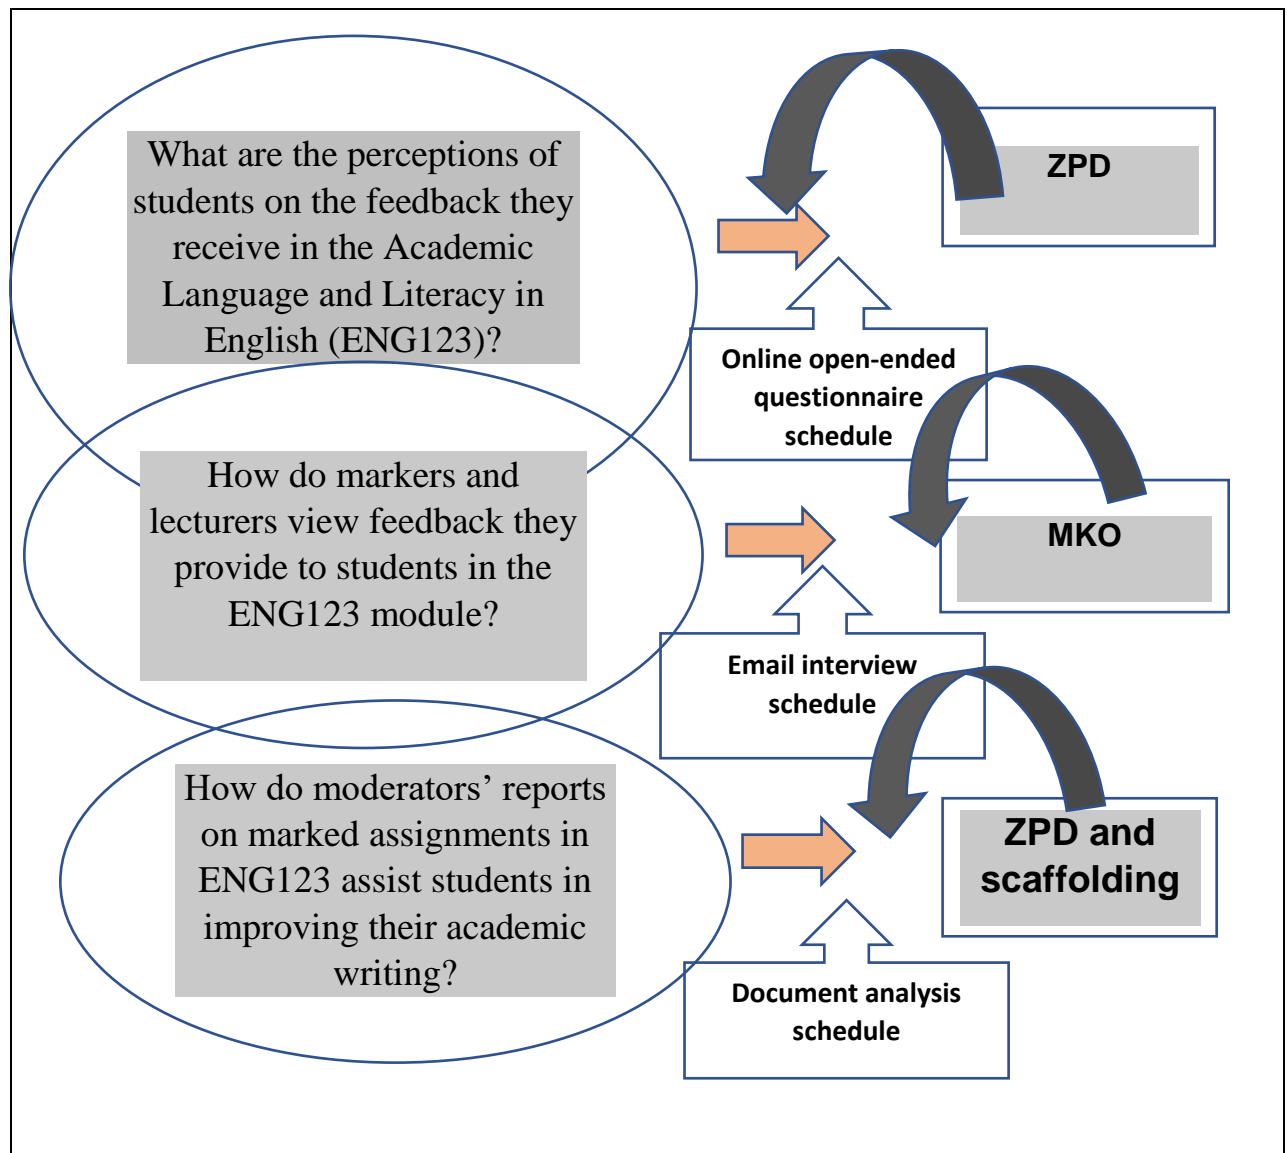 What are the perceptions of
students on the feedback they
receive in the Academic
Language and Literacy in
English (ENG123)?
ZPD
Online open-ended
questionnaire
schedule
How do markers and
lecturers view feedback they
provide to students in the
ENG123 module?
MKO
Email interview
schedule
How do moderators’ reports
on marked assignments in
ENG123 assist students in
improving their academic
writing?
ZPD and
scaffolding
Document analysis
schedule